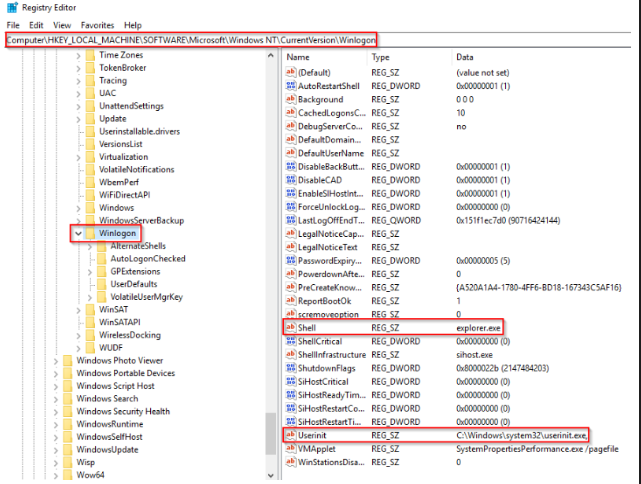 Registry Editor
File Edit View Favorites Help
Computer\HKEY_LOCAL_MACHINE\SOFTWARE\Microsoft\Windows NT\CurrentVersion\Winlogon
Time Zones
TokenBroker
Tracing
UAC
UnattendSettings
Update
Userinstallable.drivers
VersionsList
Virtualization
VolatileNotifications
WbemPerf
WiFiDirectAPI
Windows
WindowsServerBackup
Winlogon
AlternateShells
AutoLogonChecked
GPExtensions
UserDefaults
VolatileUserMgrKey
WinSAT
WinSATAPI
WirelessDocking
WUDF
Windows Photo Viewer
Windows Portable Devices
Windows Script Host
Windows Search
Windows Security Health
WindowsRuntime
WindowsSelfHost
WindowsUpdate
Wisp
Wow64
Name Type Data
(Default) REG_SZ (value not set)
AutoRestartShell REG_DWORD 0x00000001 (1)
Background REG_SZ 0 0 0
CachedLogonsC... REG_SZ 10
DebugServerCo... REG_SZ no
DefaultDomain... REG_SZ
DefaultUserName REG_SZ
DisableBackButt... REG_DWORD 0x00000001 (1)
DisableCAD REG_DWORD 0x00000001 (1)
EnableSIHostInt... REG_DWORD 0x00000001 (1)
ForceUnlockLog... REG_DWORD 0x00000000 (0)
LastLogOffEndT... REG_QWORD 0x151f1ec7d0 (90716424144)
LegalNoticeCap... REG_SZ
LegalNoticeText REG_SZ
PasswordExpiry... REG_DWORD 0x00000005 (5)
PowerdownAfte... REG_SZ 0
PreCreateKnow... REG_SZ {A520A1A4-1780-4FF6-BD18-167343C5AF16}
ReportBootOk REG_SZ 1
scremoveoption REG_SZ 0
Shell REG_SZ explorer.exe
ShellCritical REG_DWORD 0x00000000 (0)
ShellInfrastructure REG_SZ sihost.exe
ShutdownFlags REG_DWORD 0x8000022b (2147484203)
SiHostCritical REG_DWORD 0x00000000 (0)
SiHostReadyTim... REG_DWORD 0x00000000 (0)
SiHostRestartCo... REG_DWORD 0x00000000 (0)
SiHostRestartTi... REG_DWORD 0x00000000 (0)
Userinit REG_SZ C:\Windows\system32\userinit.exe,
VMApplet REG_SZ SystemPropertiesPerformance.exe /pagefile
WinStationsDisa... REG_SZ 0